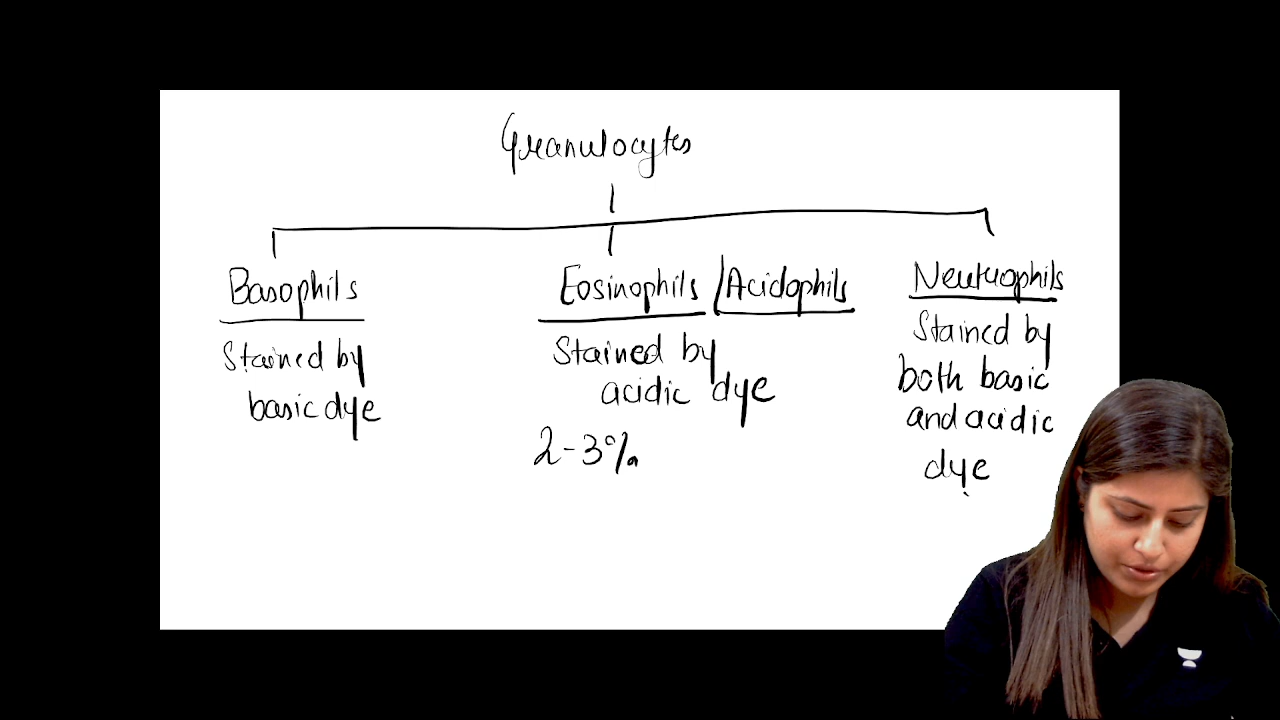 Granulocytes
Basophils
Stained by
basic dye
Eosinophils / Acidophils
Stained by
acidic dye
2-3%
Neutrophils
Stained by
both basic
and acidic
dye